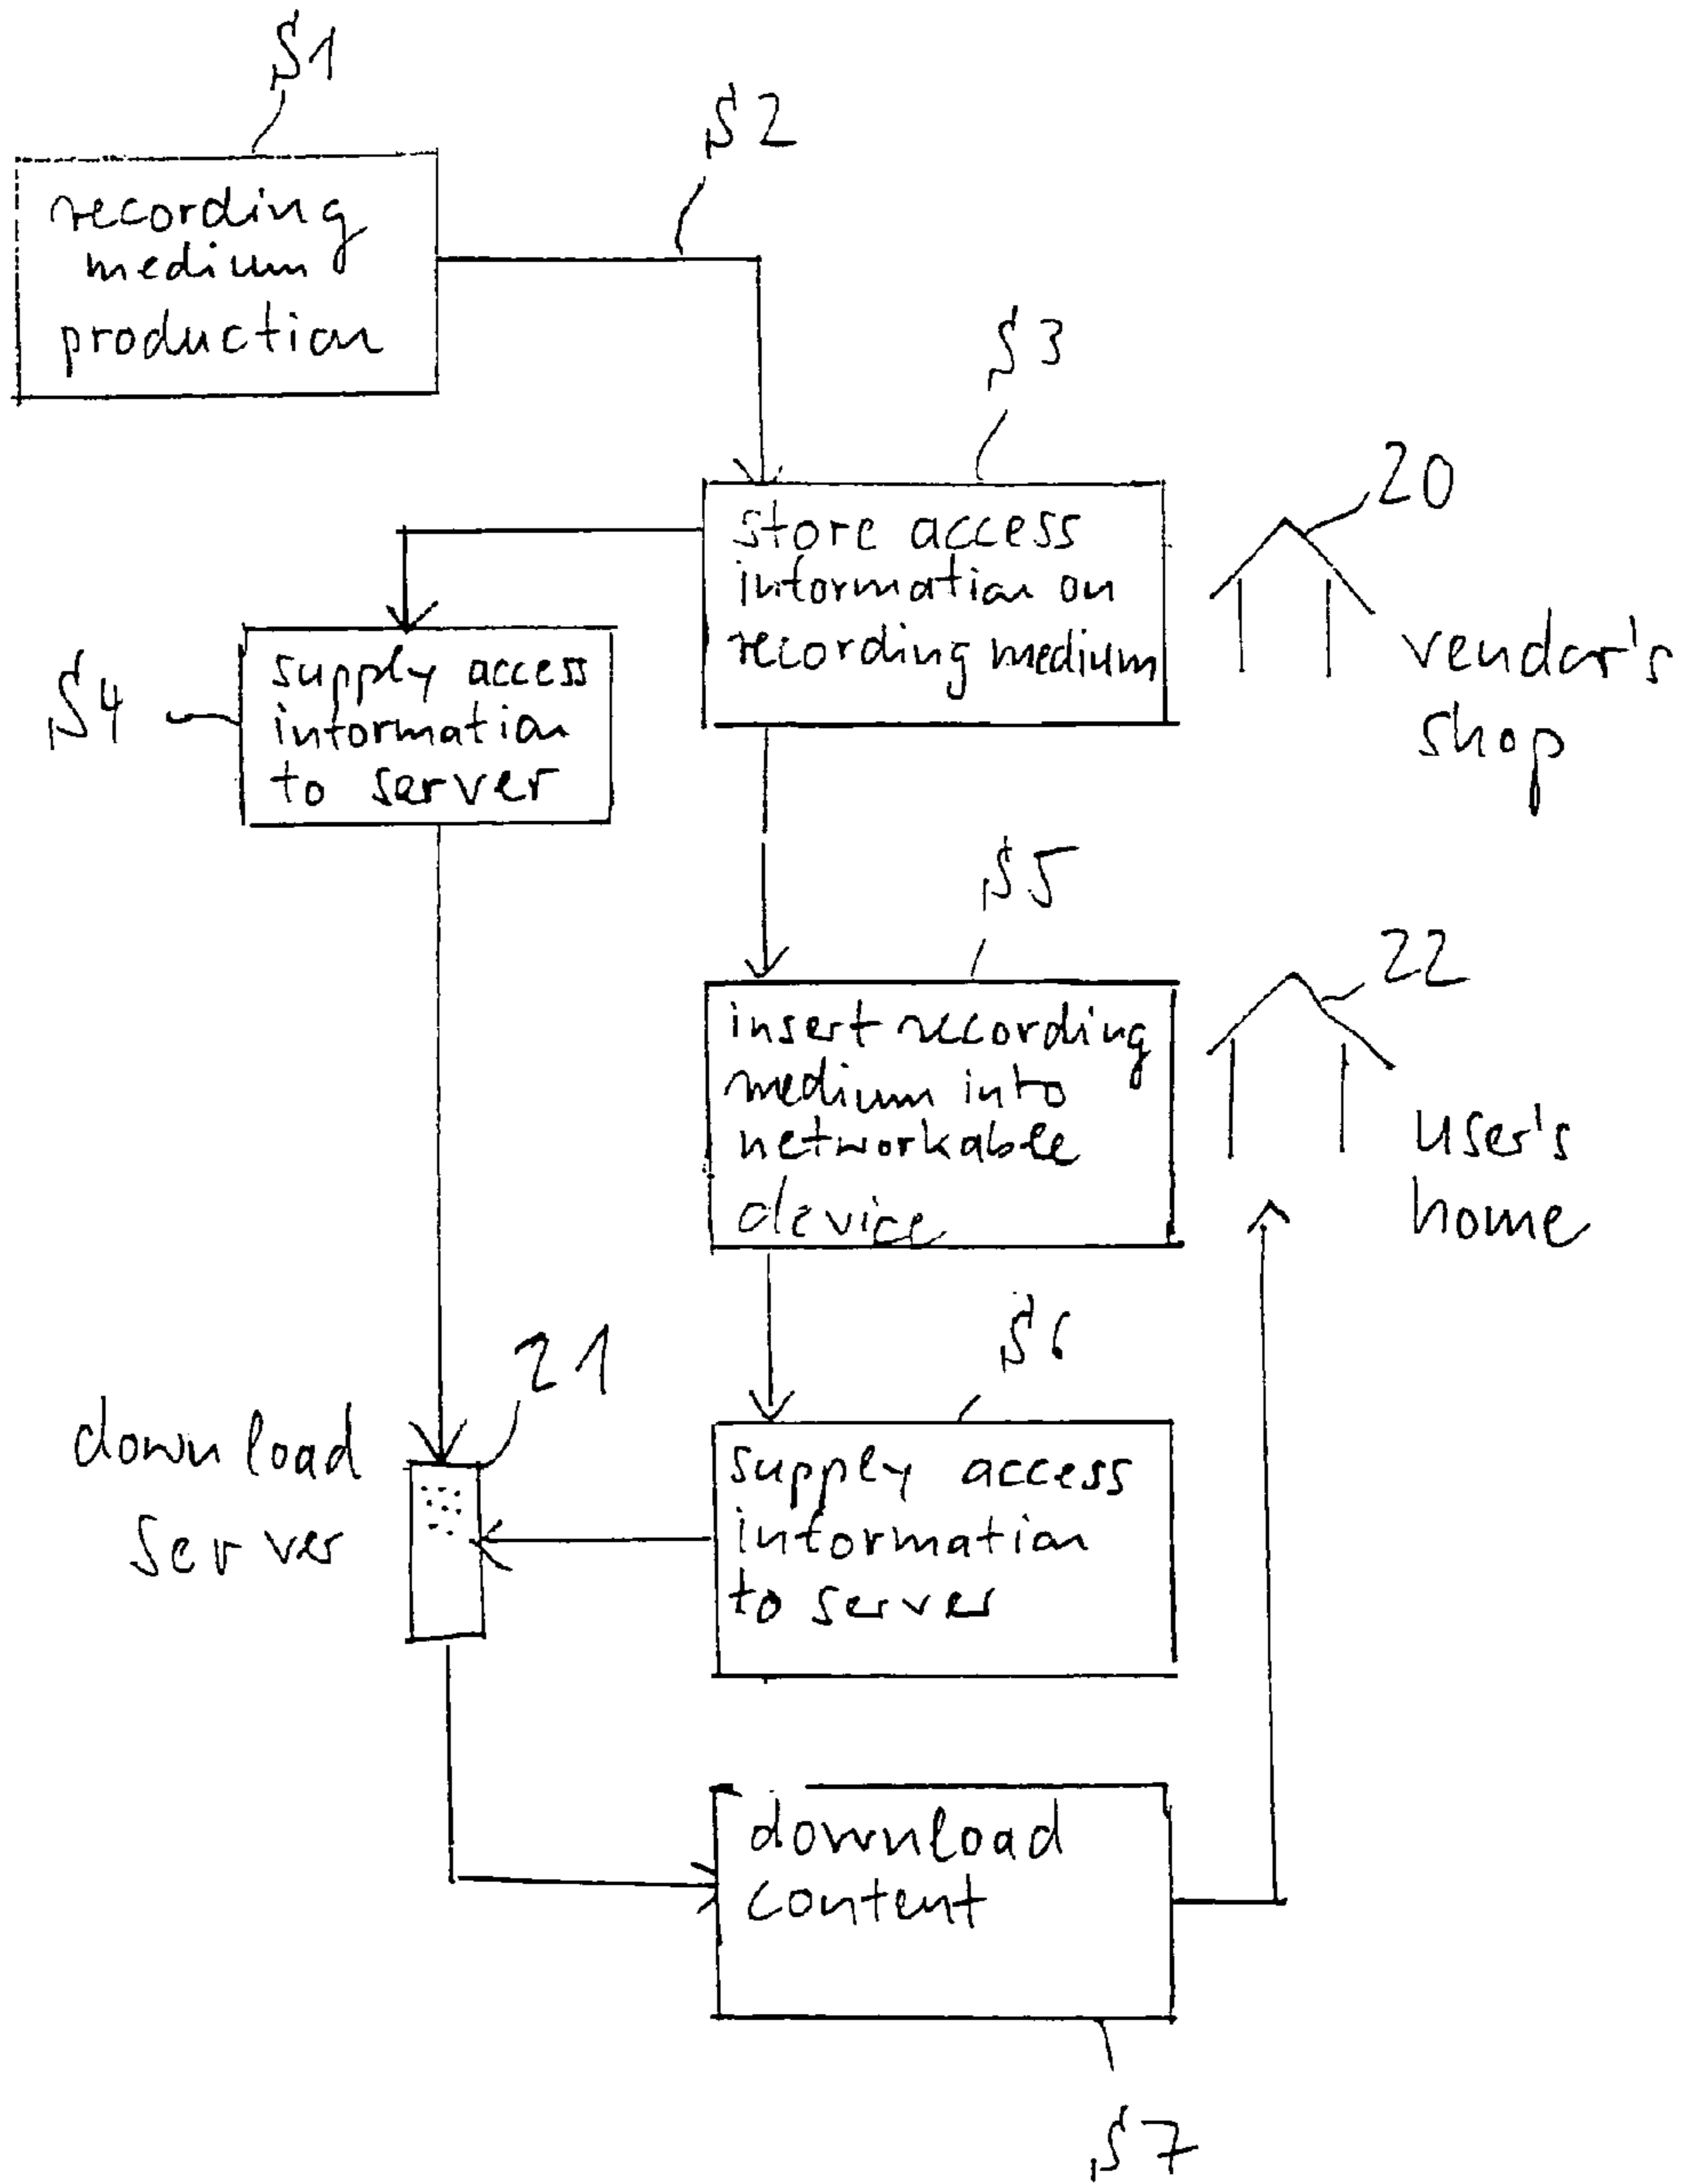 S1
S2
recording
medium
production
S3
20
store access
information on
recording medium
vendor's
shop
S4
supply access
information
to server
S5
22
insert recording
medium into
networkable
device
user's
home
S6
21
download
server
supply access
information
to server
download
content
S7